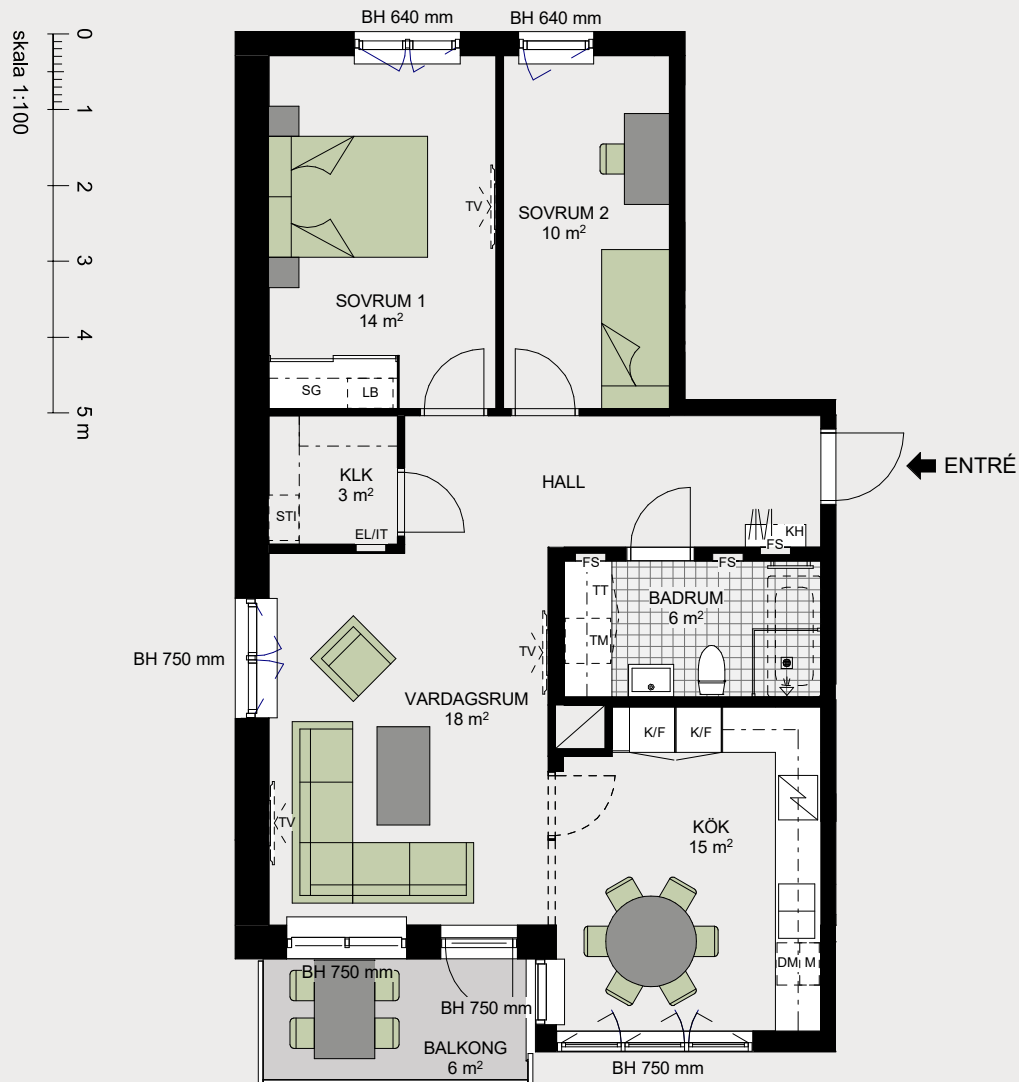 BH 640 mm
BH 640 mm
skala 1:100
0
1
2
3
4
5 m
TV
SOVRUM 2
10 m²
SOVRUM 1
14 m²
SG
LB
ENTRÉ
KLK
3 m²
HALL
STI
EL/IT
KH
FS
FS
FS
TT
BADRUM
6 m²
TM
TV
BH 750 mm
VARDAGSRUM
18 m²
K/F
K/F
TV
KÖK
15 m²
DM
M
BH 750 mm
BH 750 mm
BALKONG
6 m²
BH 750 mm